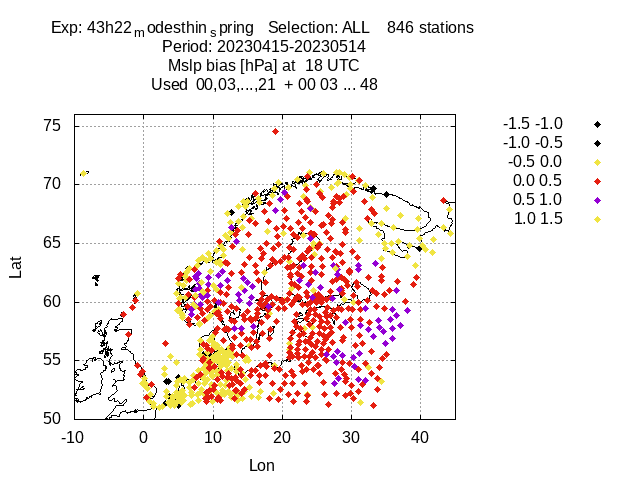 Exp: 43h22modesthinspring   Selection: ALL    846 stations
Period: 20230415-20230514
Mslp bias [hPa] at  18 UTC
Used  00,03,...,21  + 00 03 ... 48
-1.5 -1.0
-1.0 -0.5
-0.5 0.0
0.0 0.5
0.5 1.0
1.0 1.5
75
70
65
60
55
50
Lat
-10 0 10 20 30 40
Lon